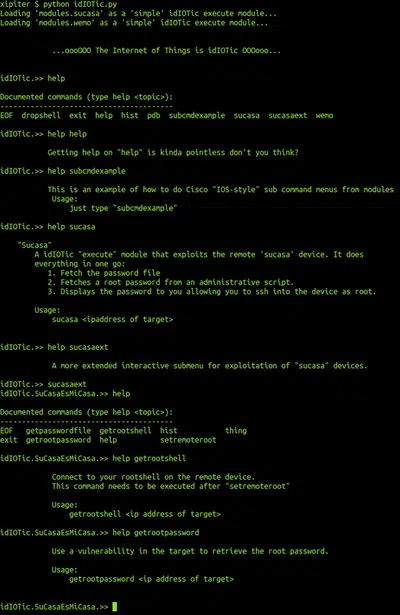 xipiter $ python idIOTic.py
Loading 'modules.sucasa' as a 'simple' idIOTic execute module...
Loading 'modules.wemo' as a 'simple' idIOTic execute module...
...oooOOO The Internet of Things is idIOTic OOOooo...
idIOTic.>> help
Documented commands (type help <topic>):
========================================
EOF  dropshell  exit  help  hist  pdb  subcmdexample  sucasa  sucasaext  wemo
idIOTic.>> help help
Getting help on "help" is kinda pointless don't you think?
idIOTic.>> help subcmdexample
This is an example of how to do Cisco "IOS-style" sub command menus from modules
Usage:
just type "subcmdexample"
idIOTic.>> help sucasa
"Sucasa"
A idIOTic "execute" module that exploits the remote 'sucasa' device. It does
everything in one go:
1. Fetch the password file
2. Fetches a root password from an administrative script.
3. Displays the password to you allowing you to ssh into the device as root.
Usage:
sucasa <ipaddress of target>
idIOTic.>> help sucasaext
A more extended interactive submenu for exploitation of "sucasa" devices.
idIOTic.>> sucasaext
idIOTic.SuCasaEsMiCasa.>> help
Documented commands (type help <topic>):
========================================
EOF   getpasswordfile  getrootshell  hist           thing
exit  getrootpassword  help          setremoteroot
idIOTic.SuCasaEsMiCasa.>> help getrootshell
Connect to your rootshell on the remote device.
This command needs to be executed after "setremoteroot"
Usage:
getrootshell <ip address of target>
idIOTic.SuCasaEsMiCasa.>> help getrootpassword
Use a vulnerability in the target to retrieve the root password.
Usage:
getrootpassword <ip address of target>
idIOTic.SuCasaEsMiCasa.>>